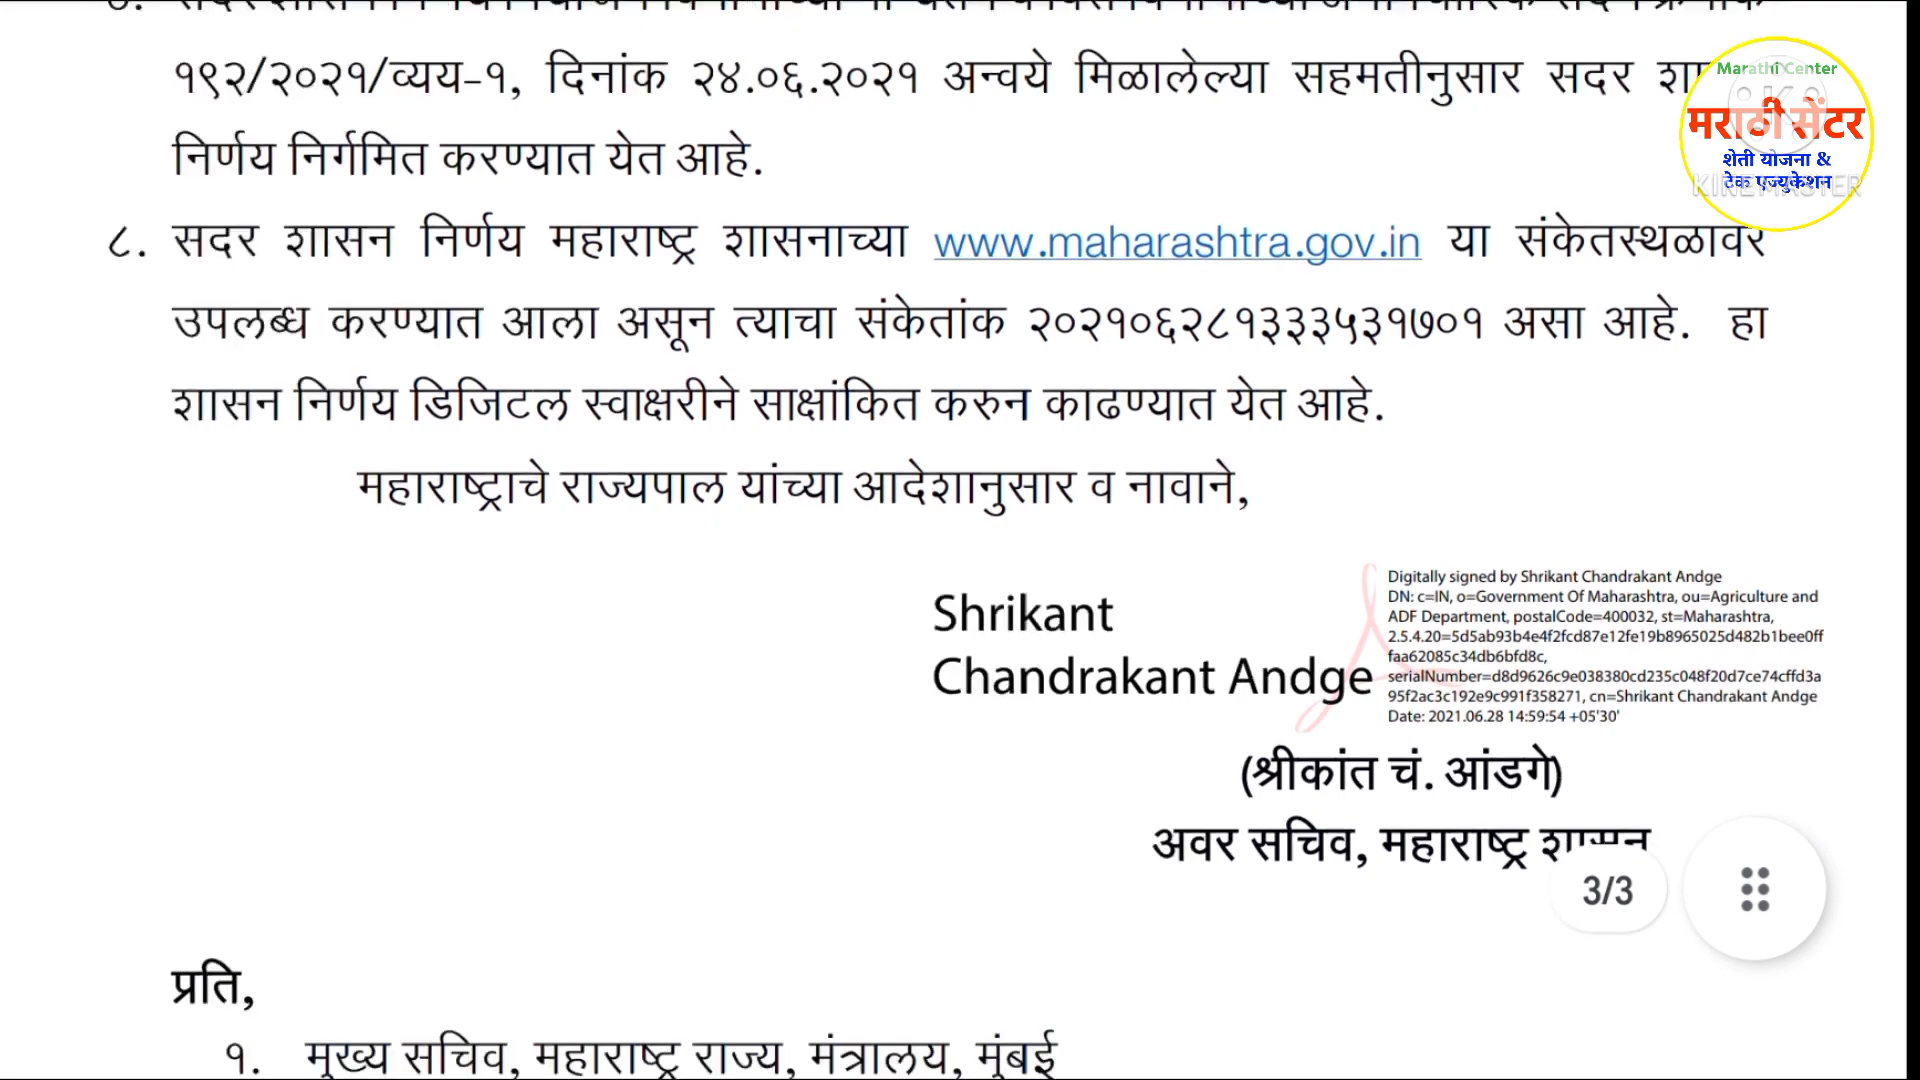 १९२/२०२१/व्यय-१, दिनांक २४.०६.२०२१ अन्वये मिळालेल्या सहमतीनुसार सदर
निर्णय निर्गमित करण्यात येत आहे.
८. सदर शासन निर्णय महाराष्ट्र शासनाच्या www.maharashtra.gov.in या संकेतस्थळावर
उपलब्ध करण्यात आला असून त्याचा संकेतांक २०२१०६२८१३३३५३१७०१ असा आहे. हा
शासन निर्णय डिजिटल स्वाक्षरीने साक्षांकित करुन काढण्यात येत आहे.
महाराष्ट्राचे राज्यपाल यांच्या आदेशानुसार व नावाने,
Shrikant
Chandrakant Andge
Digitally signed by Shrikant Chandrakant Andge
DN: c=IN, o=Government Of Maharashtra, ou=Agriculture and
ADF Department, postalCode=400032, st=Maharashtra,
2.5.4.20=5d5ab93b4e4f2fcd87e12fe19b8965025d482b1bee0ff
faa62085c34db6bfd8c,
serialNumber=d8d9626c9e038380cd235c048f20d7ce74cffd3a
95f2ac3c192e9c991f358271, cn=Shrikant Chandrakant Andge
Date: 2021.06.28 14:59:54 +05'30'
(श्रीकांत चं. आंडगे)
अवर सचिव, महाराष्ट्र शासन
3/3
प्रति,
१. मुख्य सचिव, महाराष्ट्र राज्य, मंत्रालय, मुंबई
Marathi Center
मराठी सेंटर
शेती योजना &
टेक एज्युकेशन
KINEMASTER